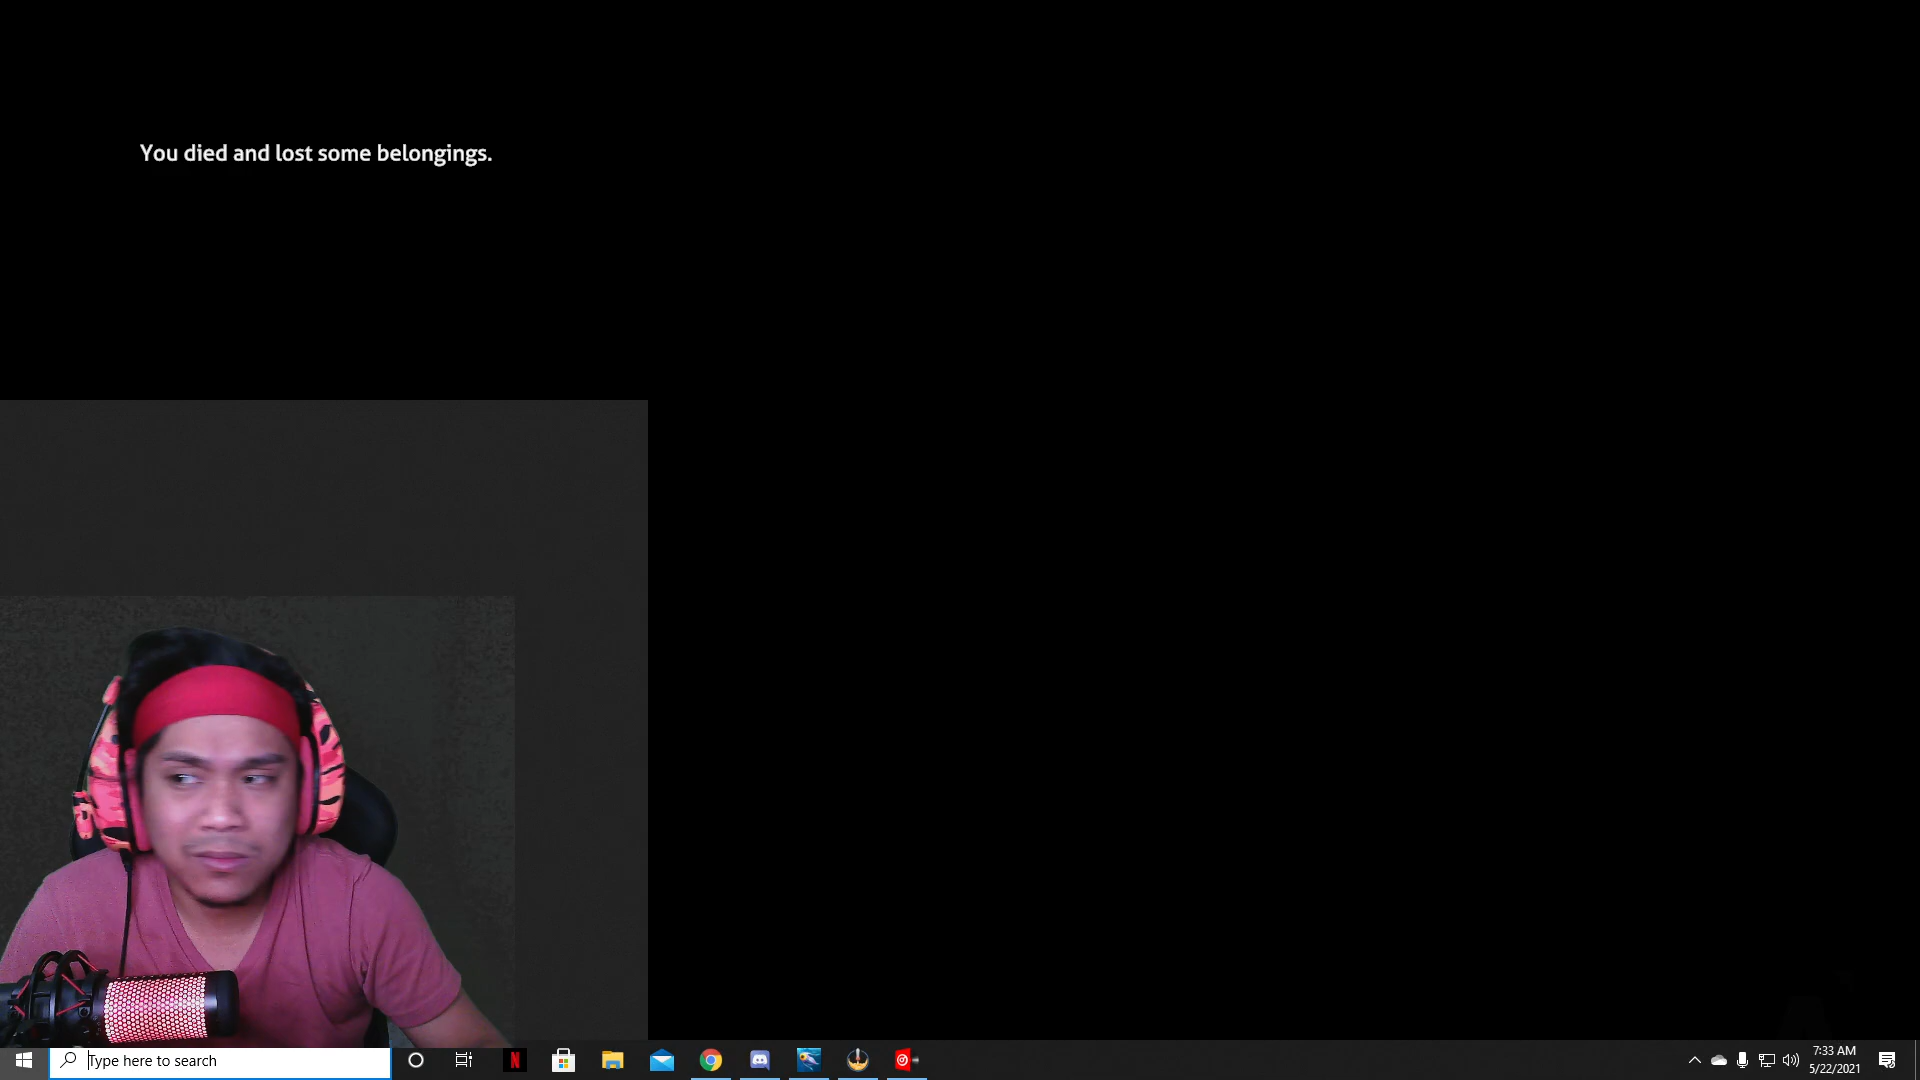 You died and lost some belongings.
N
Type here to search
7:33 AM
5/22/2021